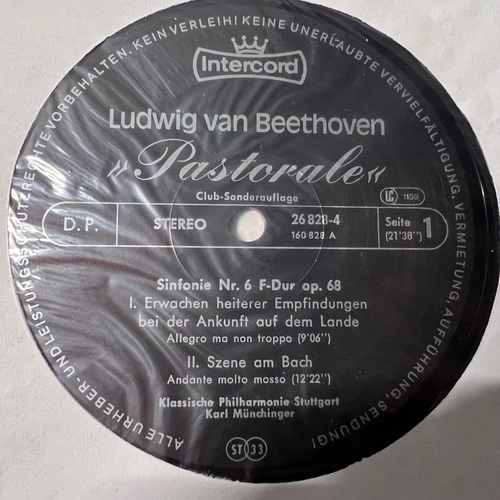 Intercord
Ludwig van Beethoven
»Pastorale«
Club-Sonderauflage
LC 1109
D. P. STEREO 26 828-4 Seite 1
160 828 A (21'38'')
Sinfonie Nr. 6 F-Dur op. 68
I. Erwachen heiterer Empfindungen
bei der Ankunft auf dem Lande
Allegro ma non troppo (9'06'')
II. Szene am Bach
Andante molto mosso (12'22'')
Klassische Philharmonie Stuttgart
Karl Münchinger
ST 33
ALLE URHEBER- UND LEISTUNGSSCHUTZRECHTE VORBEHALTEN. KEIN VERLEIH! KEINE UNERLAUBTE VERVIELFÄLTIGUNG, VERMIETUNG, AUFFÜHRUNG, SENDUNG!